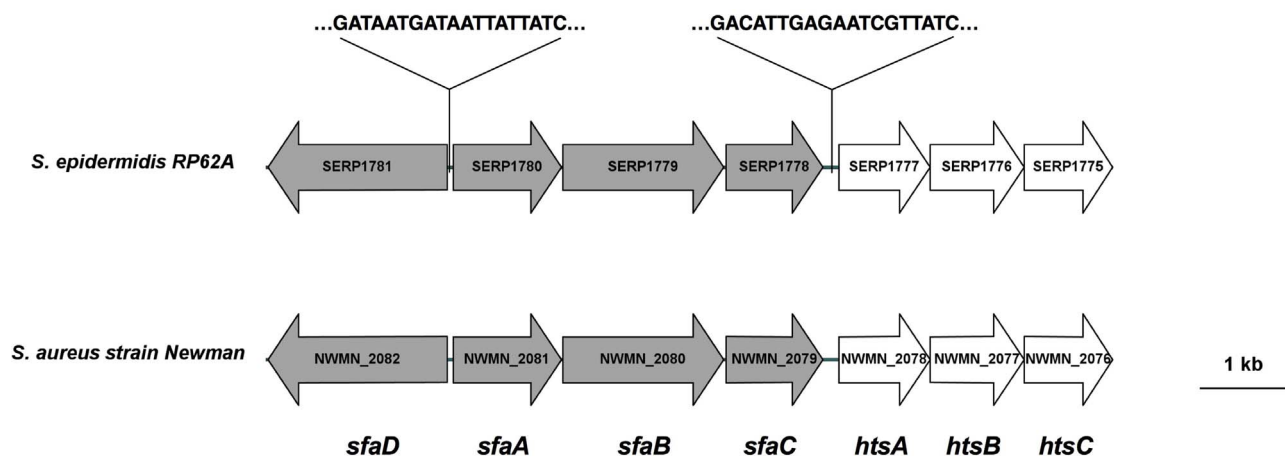 ...GATAATGATAATTATTATC... ...GACATTGAGAATCGTTATC...
S. epidermidis RP62A SERP1781 SERP1780 SERP1779 SERP1778 SERP1777 SERP1776 SERP1775
S. aureus strain Newman NWMN_2082 NWMN_2081 NWMN_2080 NWMN_2079 NWMN_2078 NWMN_2077 NWMN_2076 1 kb
sfaD sfaA sfaB sfaC htsA htsB htsC